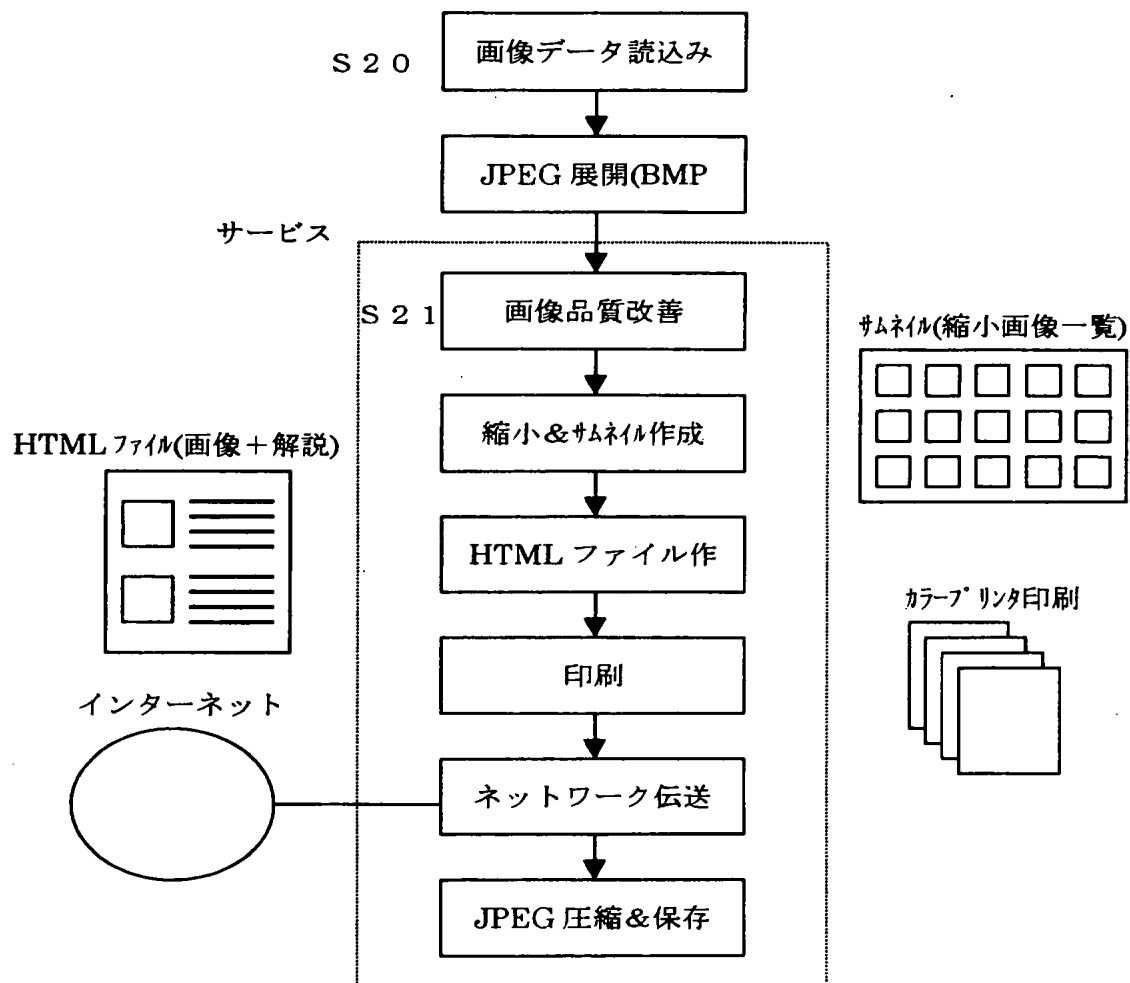 S20
画像データ読込み
JPEG 展開(BMP
サービス
S21
画像品質改善
サムネイル(縮小画像一覧)
縮小&サムネイル作成
HTML ファイル(画像+解説)
HTML ファイル作
カラープリンタ印刷
印刷
インターネット
ネットワーク伝送
JPEG 圧縮&保存